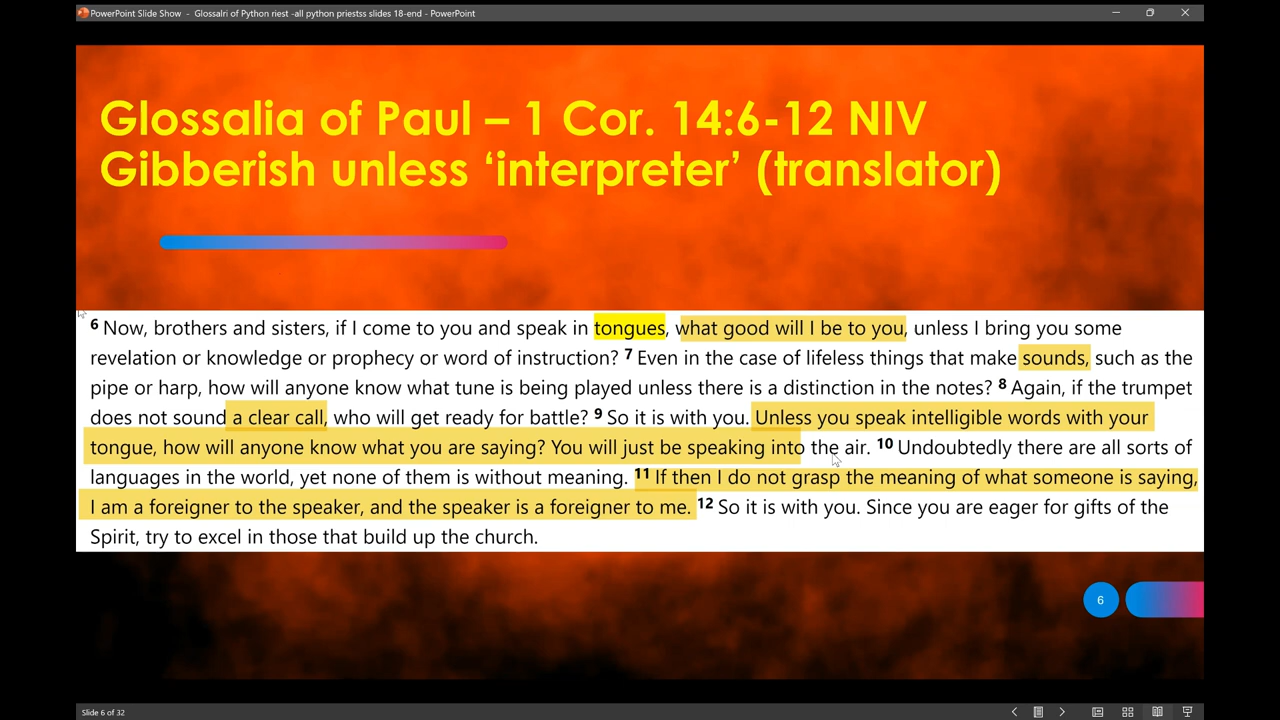 PowerPoint Slide Show - Glossalri of Python riest -all python priestss slides 18-end - PowerPoint
Glossalia of Paul – 1 Cor. 14:6-12 NIV
Gibberish unless ‘interpreter’ (translator)
6 Now, brothers and sisters, if I come to you and speak in tongues, what good will I be to you, unless I bring you some
revelation or knowledge or prophecy or word of instruction? 7 Even in the case of lifeless things that make sounds, such as the
pipe or harp, how will anyone know what tune is being played unless there is a distinction in the notes? 8 Again, if the trumpet
does not sound a clear call, who will get ready for battle? 9 So it is with you. Unless you speak intelligible words with your
tongue, how will anyone know what you are saying? You will just be speaking into the air. 10 Undoubtedly there are all sorts of
languages in the world, yet none of them is without meaning. 11 If then I do not grasp the meaning of what someone is saying,
I am a foreigner to the speaker, and the speaker is a foreigner to me. 12 So it is with you. Since you are eager for gifts of the
Spirit, try to excel in those that build up the church.
6
Slide 6 of 32